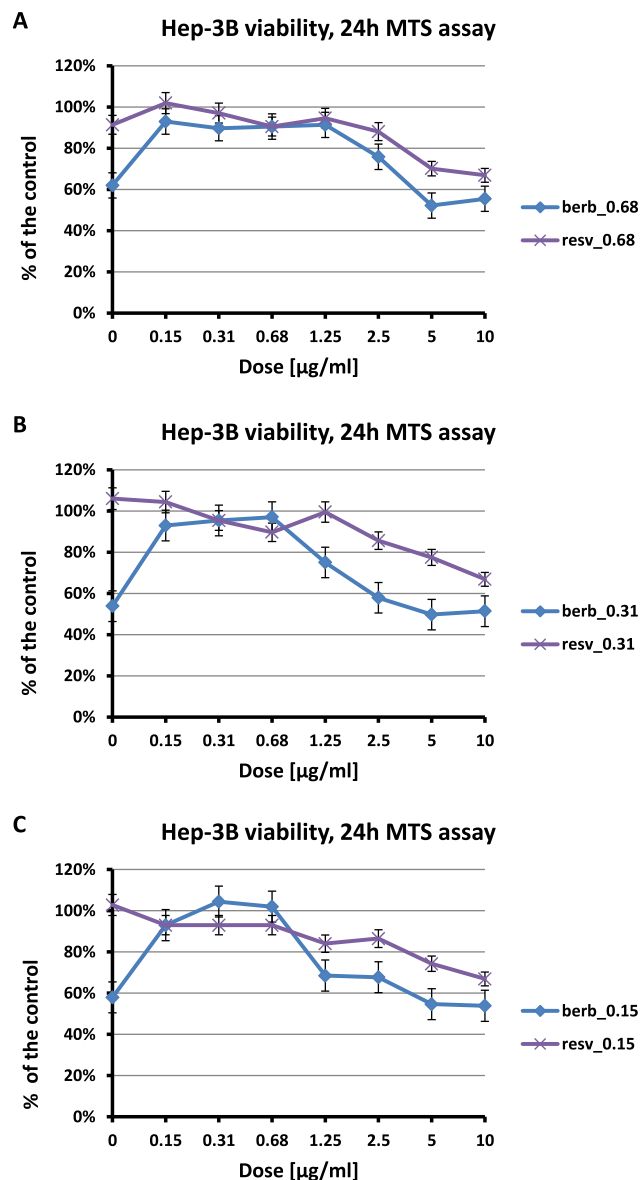 A
Hep-3B viability, 24h MTS assay
120%
100%
80%
60%
40%
20%
0%
% of the control
0 0.15 0.31 0.68 1.25 2.5 5 10
Dose [µg/ml]
berb_0.68
resv_0.68
B
Hep-3B viability, 24h MTS assay
120%
100%
80%
60%
40%
20%
0%
% of the control
0 0.15 0.31 0.68 1.25 2.5 5 10
Dose [µg/ml]
berb_0.31
resv_0.31
C
Hep-3B viability, 24h MTS assay
120%
100%
80%
60%
40%
20%
0%
% of the control
0 0.15 0.31 0.68 1.25 2.5 5 10
Dose [µg/ml]
berb_0.15
resv_0.15